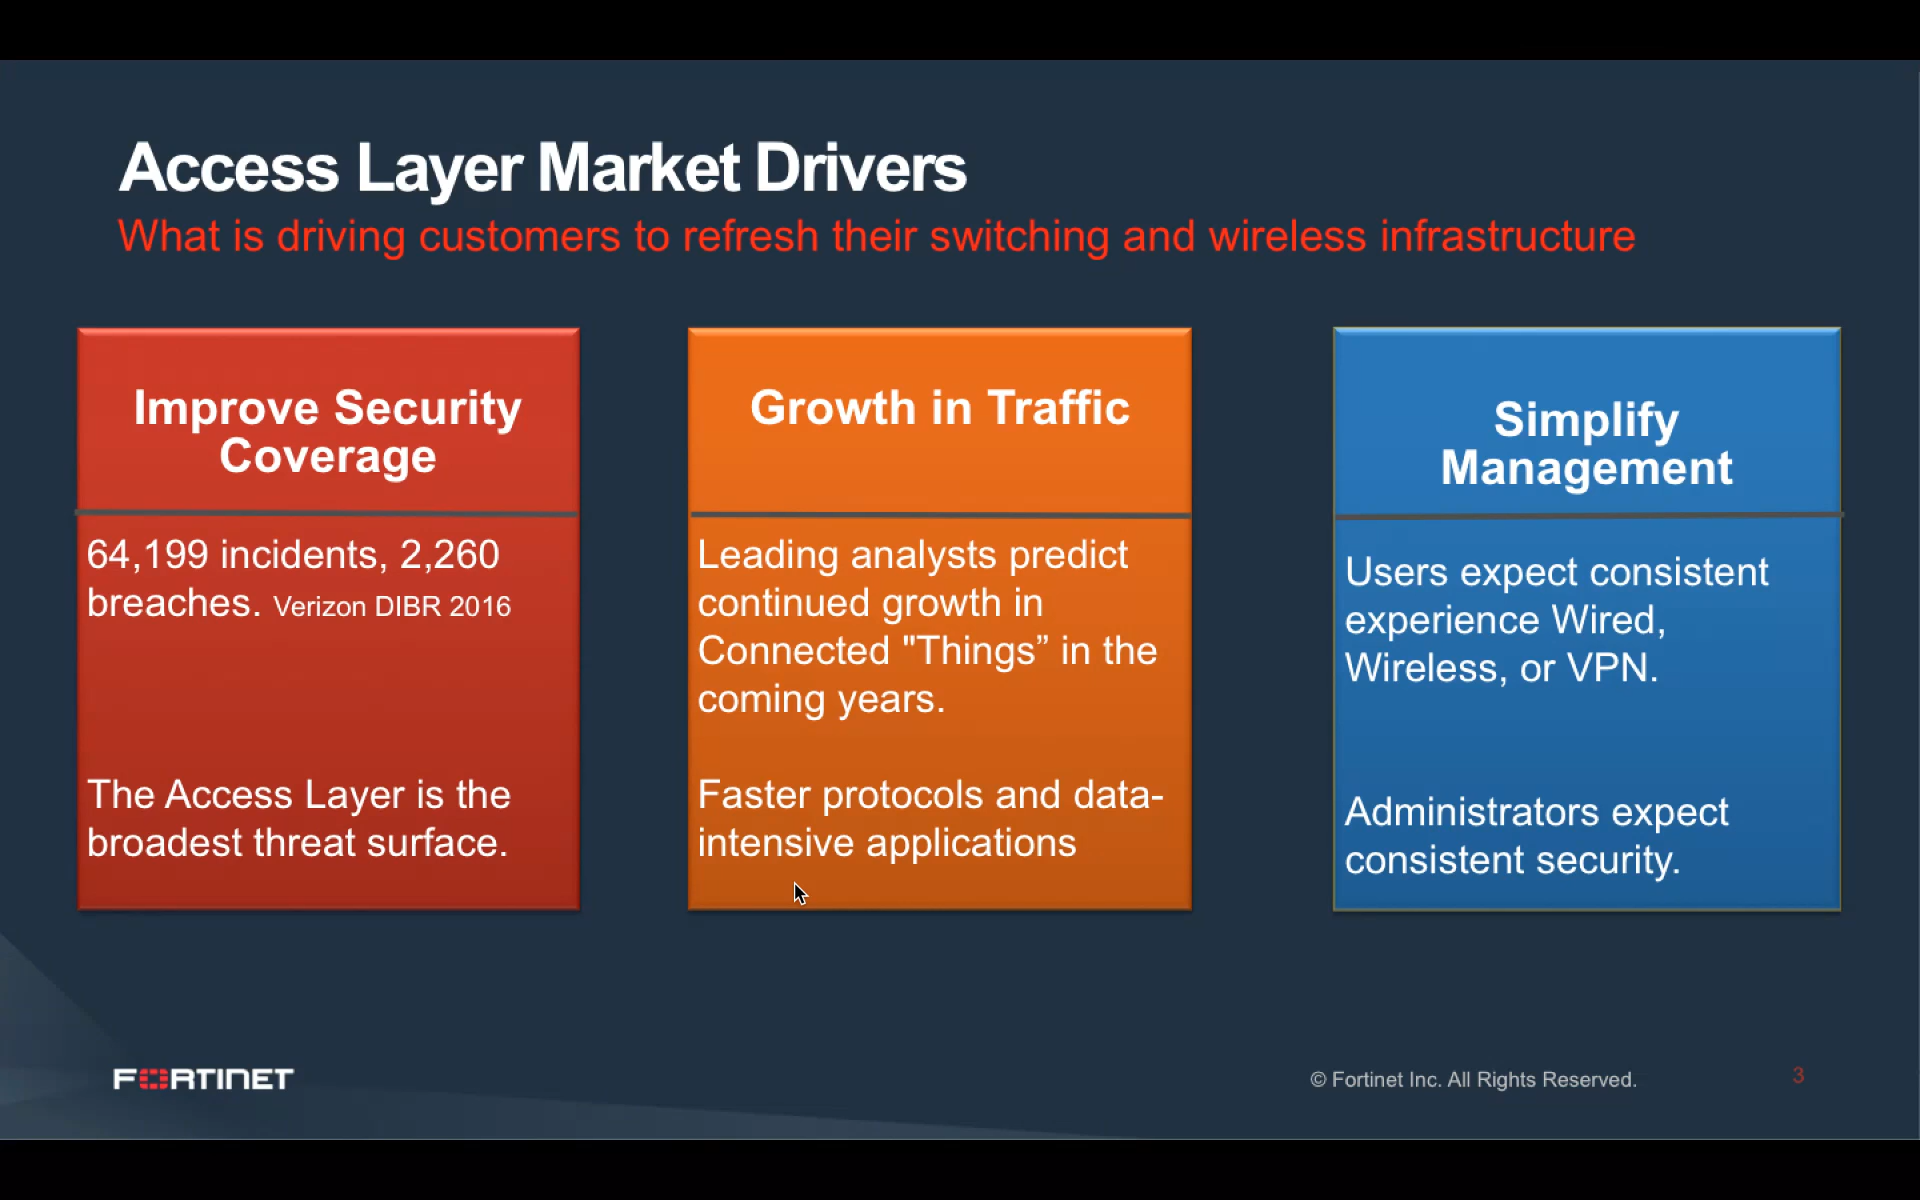 Access Layer Market Drivers
What is driving customers to refresh their switching and wireless infrastructure
Improve Security
Coverage
64,199 incidents, 2,260
breaches. Verizon DIBR 2016
The Access Layer is the
broadest threat surface.
Growth in Traffic
Leading analysts predict
continued growth in
Connected "Things” in the
coming years.
Faster protocols and data-
intensive applications
Simplify
Management
Users expect consistent
experience Wired,
Wireless, or VPN.
Administrators expect
consistent security.
FORTINET
© Fortinet Inc. All Rights Reserved.
3